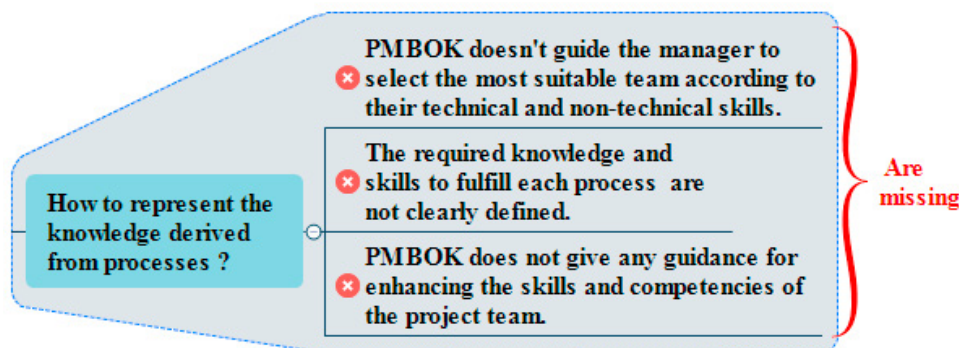 PMBOK doesn't guide the manager to
select the most suitable team according to
their technical and non-technical skills.
The required knowledge and
skills to fulfill each process are
not clearly defined.
PMBOK does not give any guidance for
enhancing the skills and competencies of
the project team.
How to represent the
knowledge derived
from processes ?
Are
missing